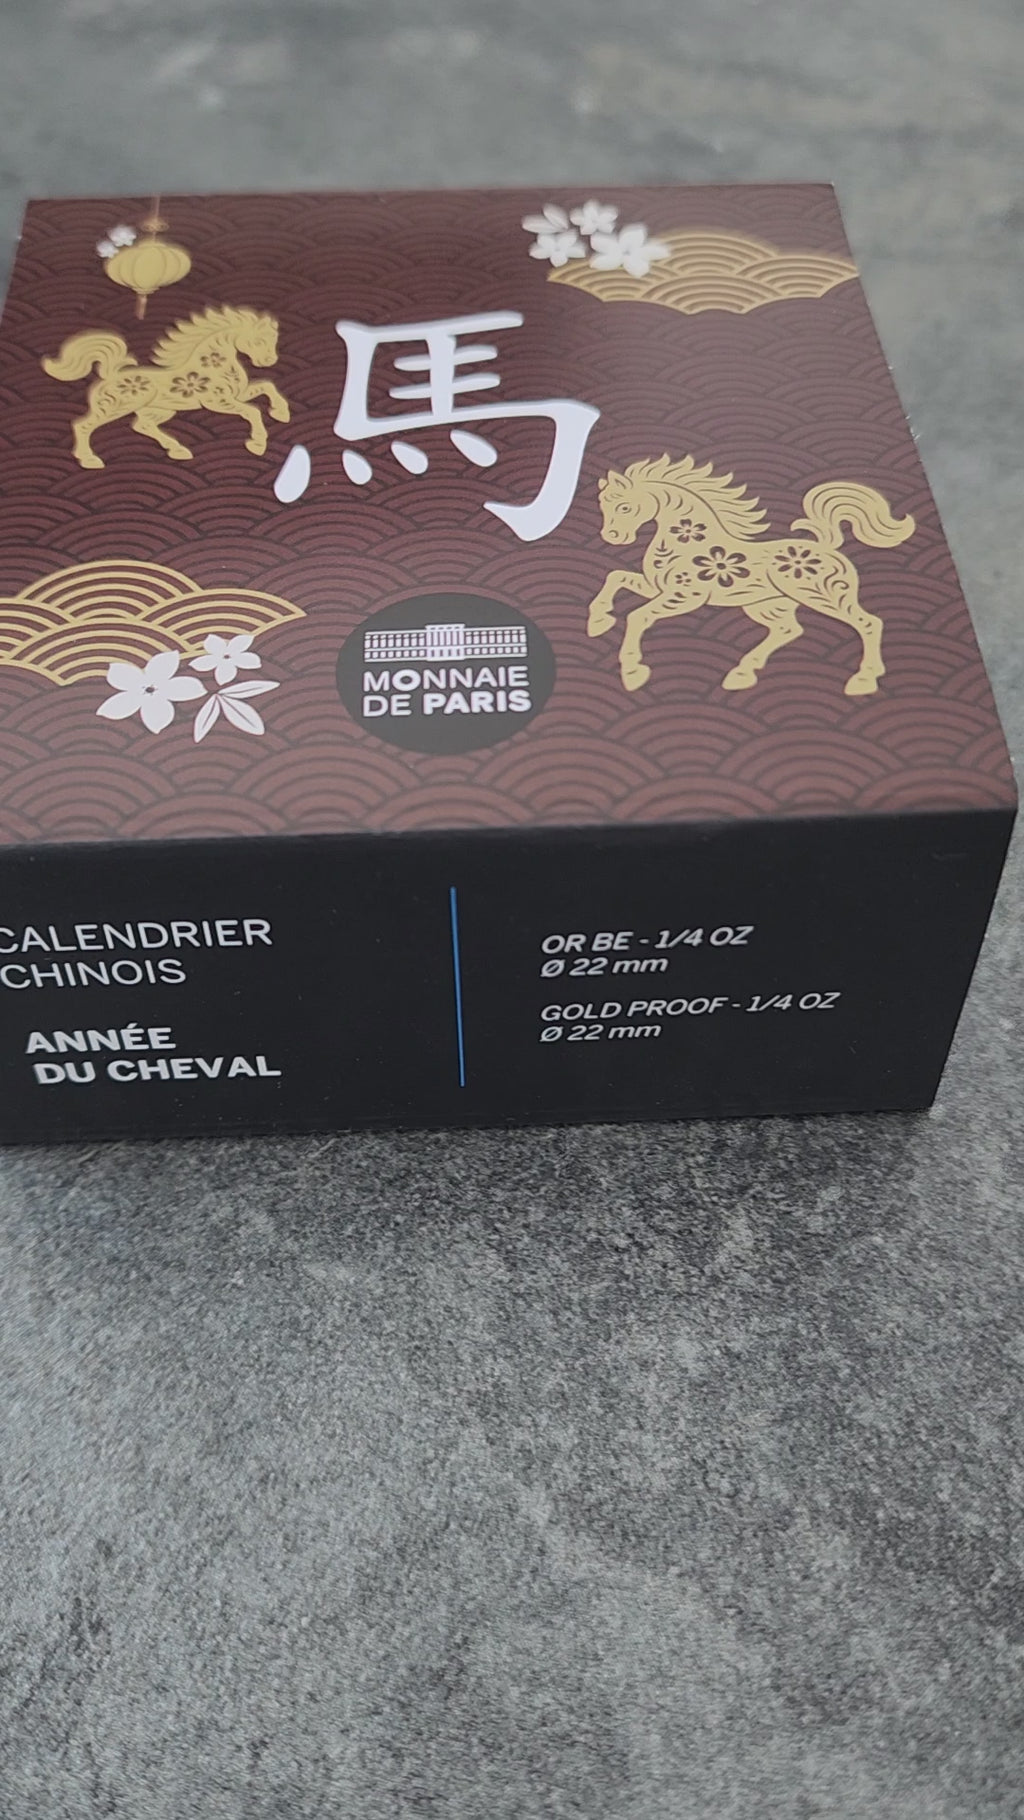 馬
MONNAIE
DE PARIS
CALENDRIER
CHINOIS
ANNÉE
DU CHEVAL
OR BE - 1/4 OZ
Ø 22 mm
GOLD PROOF - 1/4 OZ
Ø 22 mm